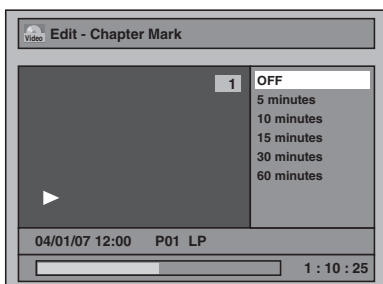 Video Edit - Chapter Mark
1
OFF
5 minutes
10 minutes
15 minutes
30 minutes
60 minutes
04/01/07 12:00 P01 LP
1 : 10 : 25